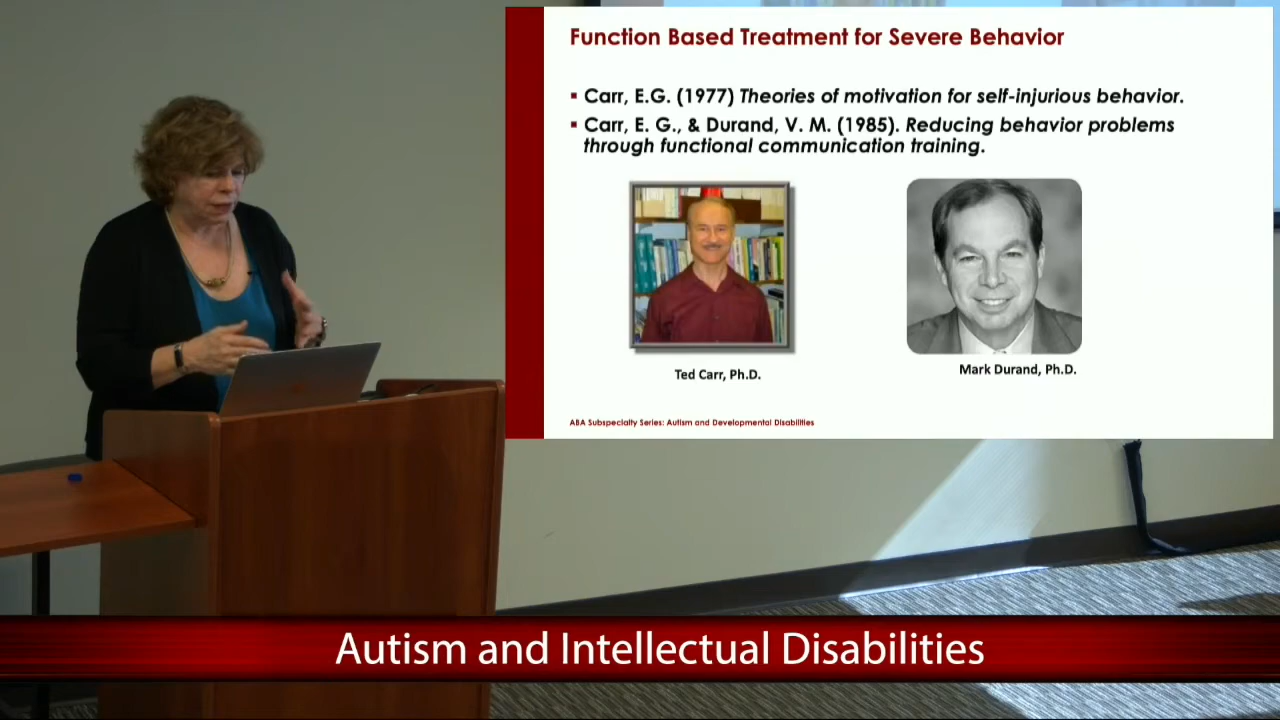 Function Based Treatment for Severe Behavior
▪ Carr, E.G. (1977) Theories of motivation for self-injurious behavior.
▪ Carr, E. G., & Durand, V. M. (1985). Reducing behavior problems
through functional communication training.
Ted Carr, Ph.D.
Mark Durand, Ph.D.
ABA Subspecialty Series: Autism and Developmental Disabilities
Autism and Intellectual Disabilities